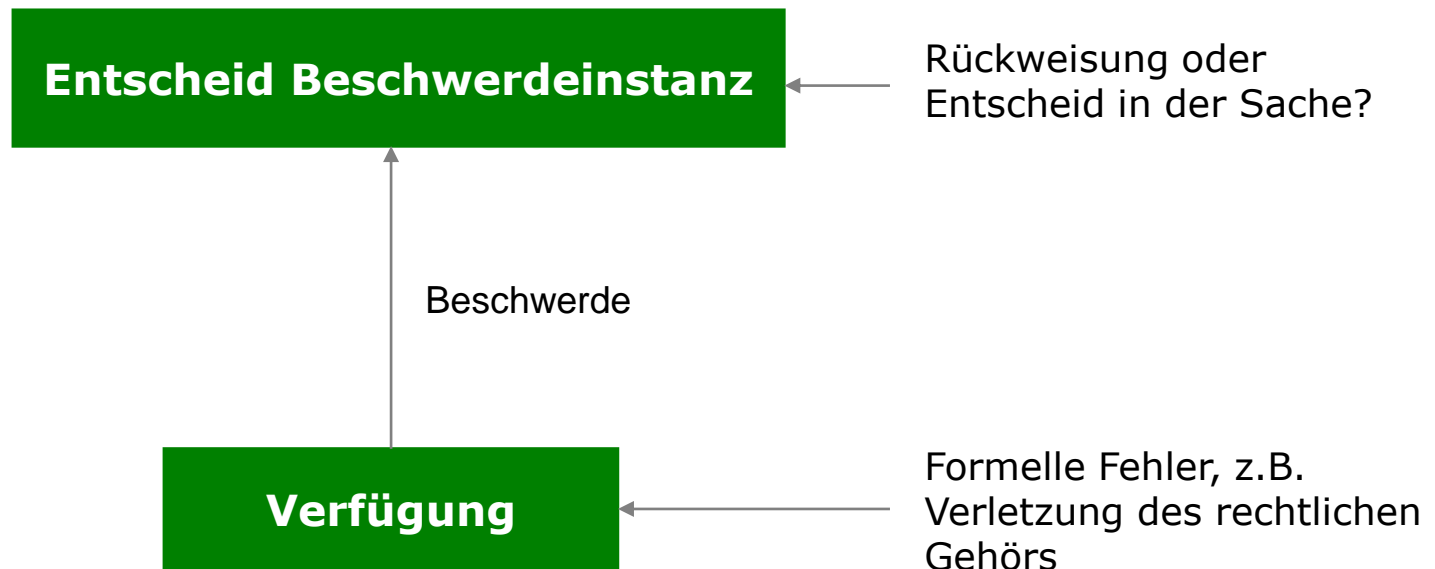 Entscheid Beschwerdeinstanz
Rückweisung oder
Entscheid in der Sache?
Beschwerde
Verfügung
Formelle Fehler, z.B.
Verletzung des rechtlichen
Gehörs